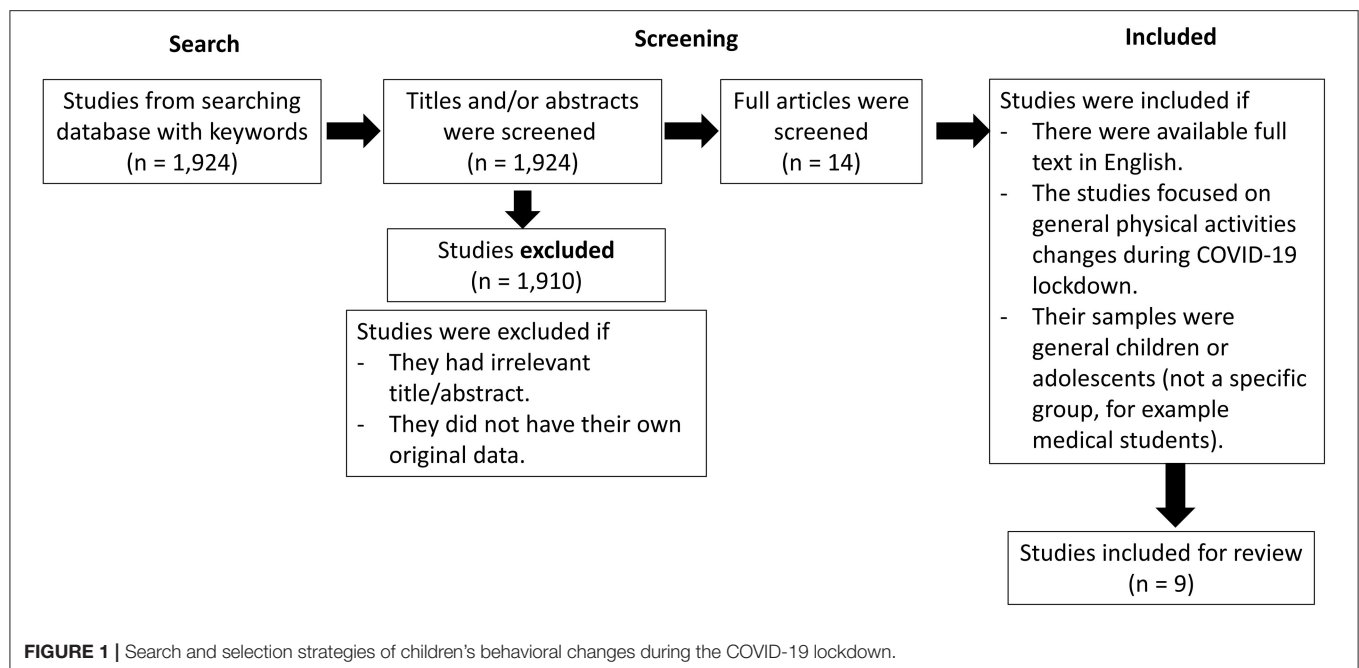 Search
Screening
Included
Studies from searching
database with keywords
(n = 1,924)
Titles and/or abstracts
were screened
(n = 1,924)
Full articles were
screened
(n = 14)
Studies excluded
(n = 1,910)
Studies were excluded if
- They had irrelevant
title/abstract.
- They did not have their own
original data.
Studies were included if
- There were available full
text in English.
- The studies focused on
general physical activities
changes during COVID-19
lockdown.
- Their samples were
general children or
adolescents (not a specific
group, for example
medical students).
Studies included for review
(n = 9)
FIGURE 1 | Search and selection strategies of children's behavioral changes during the COVID-19 lockdown.